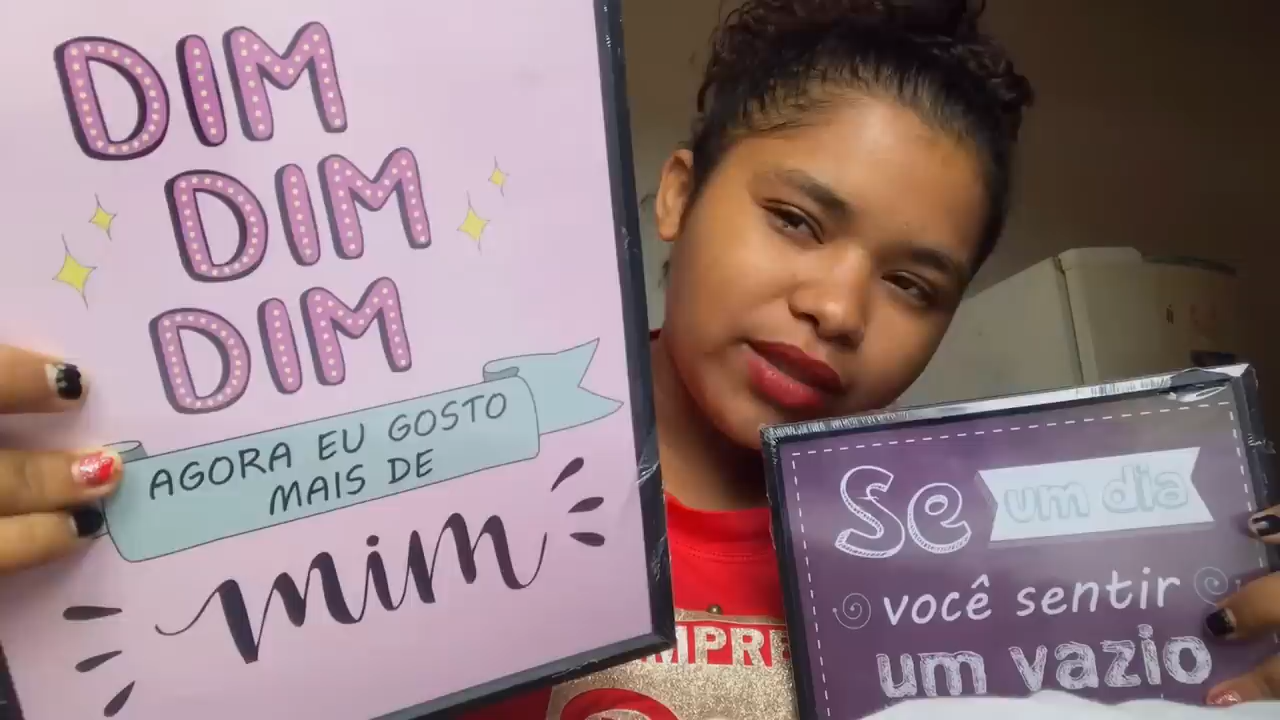 DIM
DIM
DIM
AGORA EU GOSTO
MAIS DE
mim
Se um dia
você sentir
um vazio